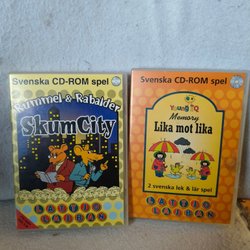 Svenska CD-ROM spel
Rummel & Rabalder
SkumCity
Svenska CD-ROM spel
Young IQ
Memory
Lika mot lika
2 svenska lek & lär spel